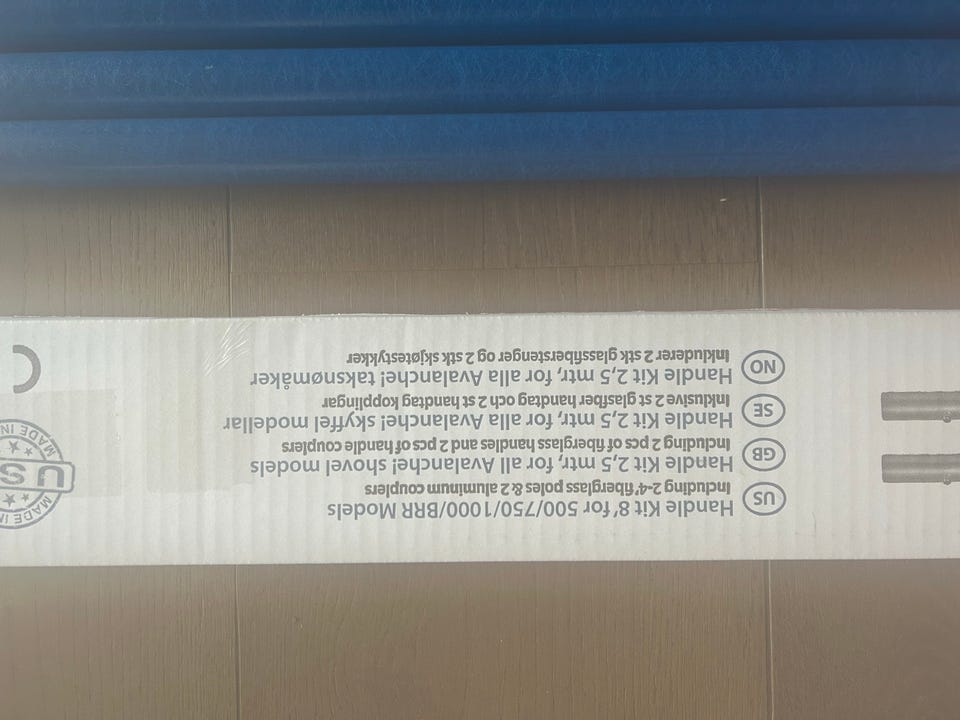 US
Handle Kit 8' for 500/750/1000/BRR Models
Including 2-4' fiberglass poles & 2 aluminum couplers
GB
Handle Kit 2,5 mtr, for all Avalanche! shovel models
Including 2 pcs of fiberglass handles and 2 pcs of handle couplers
SE
Handle Kit 2,5 mtr, for alla Avalanche! skyffel modellar
Inklusive 2 st glasfiber handtag och 2 st handtag kopplingar
NO
Handle Kit 2,5 mtr, for alla Avalanche! taksnømåker
Inkluderer 2 stk glassfiberstenger og 2 stk skjøtestykker
MADE IN
US
MADE IN